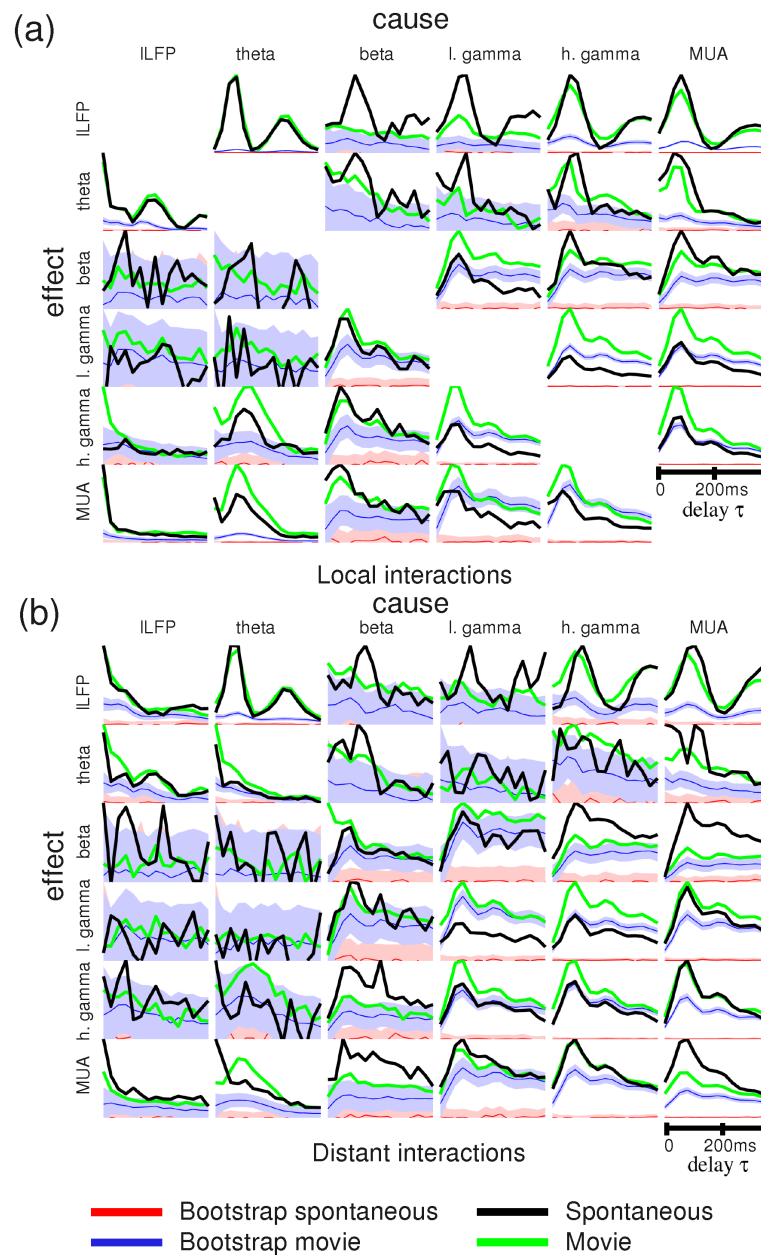 (a)
cause
lLFP theta beta l. gamma h. gamma MUA
effect
lLFP
theta
beta
l. gamma
h. gamma
MUA
0 200ms
delay τ
Local interactions
(b)
cause
lLFP theta beta l. gamma h. gamma MUA
effect
lLFP
theta
beta
l. gamma
h. gamma
MUA
0 200ms
delay τ
Distant interactions
Bootstrap spontaneous Spontaneous
Bootstrap movie Movie